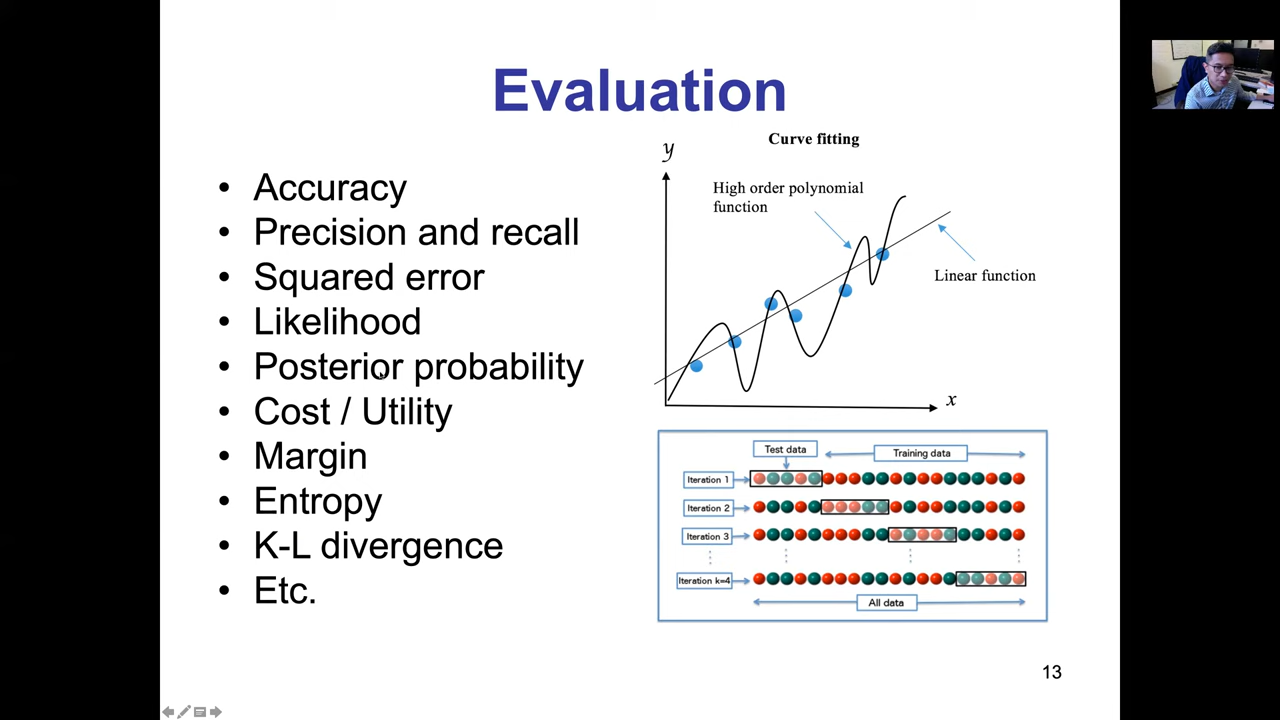 Evaluation
• Accuracy
• Precision and recall
• Squared error
• Likelihood
• Posterior probability
• Cost / Utility
• Margin
• Entropy
• K-L divergence
• Etc.
Curve fitting
y
High order polynomial
function
Linear function
x
Test data
Training data
Iteration 1
Iteration 2
Iteration 3
Iteration k=4
All data
13